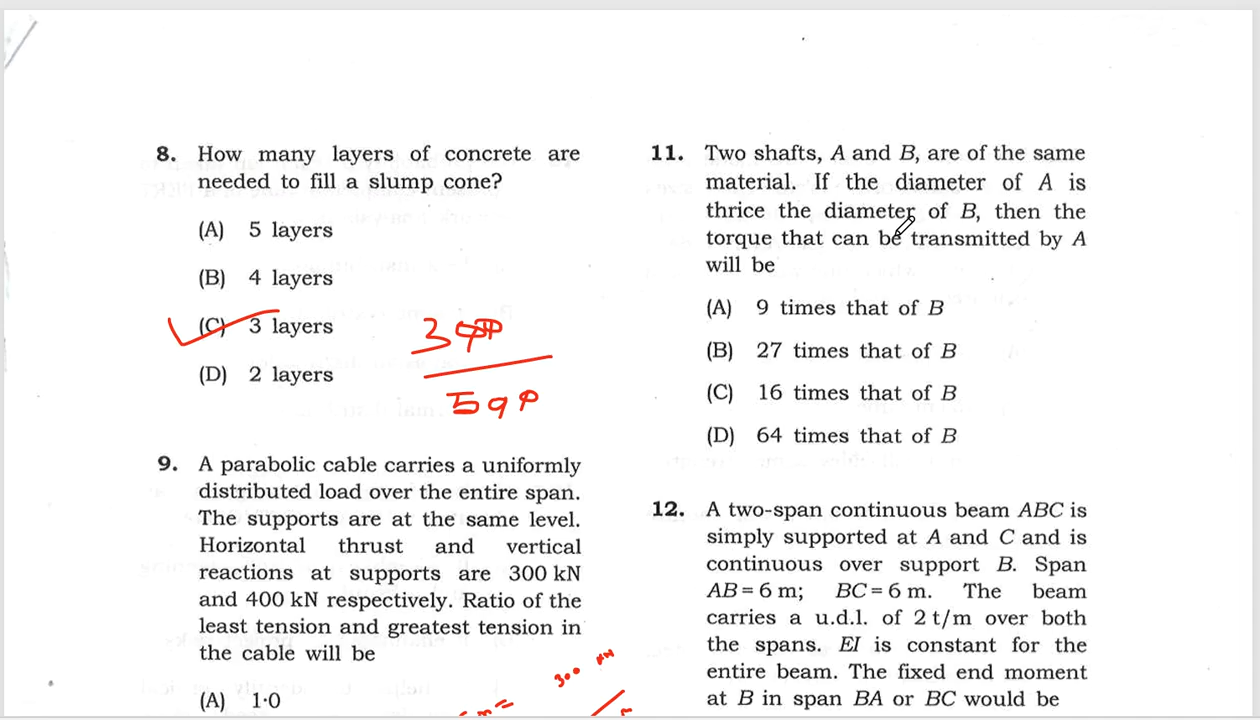 8. How many layers of concrete are
needed to fill a slump cone?
(A) 5 layers
(B) 4 layers
(C) 3 layers
(D) 2 layers
9. A parabolic cable carries a uniformly
distributed load over the entire span.
The supports are at the same level.
Horizontal thrust and vertical
reactions at supports are 300 kN
and 400 kN respectively. Ratio of the
least tension and greatest tension in
the cable will be
300 kN
(A) 1·0
11. Two shafts, A and B, are of the same
material. If the diameter of A is
thrice the diameter of B, then the
torque that can be transmitted by A
will be
(A) 9 times that of B
(B) 27 times that of B
(C) 16 times that of B
(D) 64 times that of B
12. A two-span continuous beam ABC is
simply supported at A and C and is
continuous over support B. Span
AB = 6 m; BC = 6 m. The beam
carries a u.d.l. of 2 t/m over both
the spans. EI is constant for the
entire beam. The fixed end moment
at B in span BA or BC would be